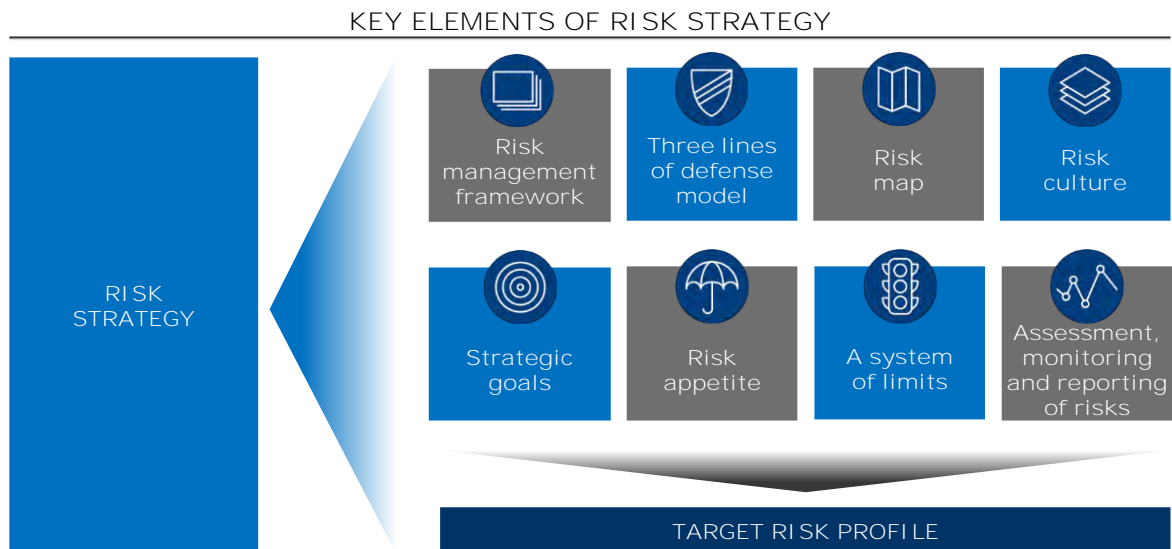 KEY ELEMENTS OF RISK STRATEGY
RISK
STRATEGY
Risk
management
framework
Three lines
of defense
model
Risk
map
Risk
culture
Strategic
goals
Risk
appetite
A system
of limits
Assessment,
monitoring
and reporting
of risks
TARGET RISK PROFILE